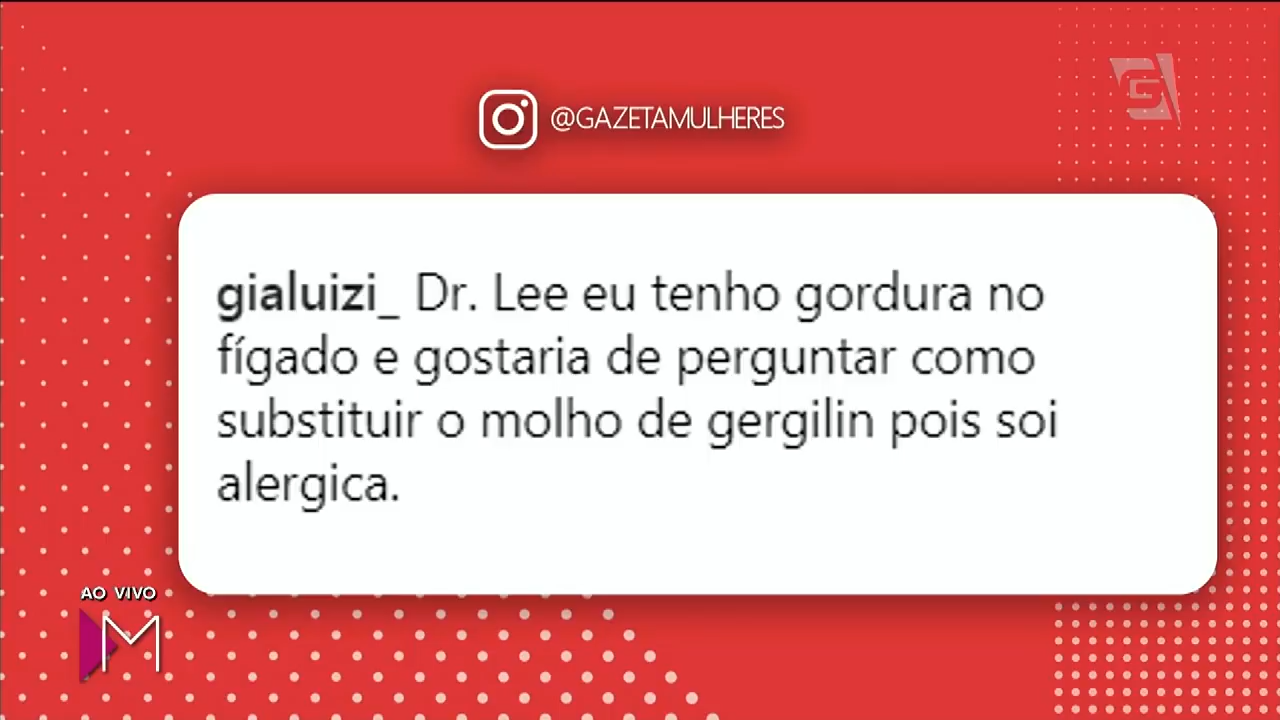 @GAZETAMULHERES
gialuizi_ Dr. Lee eu tenho gordura no
fígado e gostaria de perguntar como
substituir o molho de gergilin pois soi
alergica.
AO VIVO
M
G